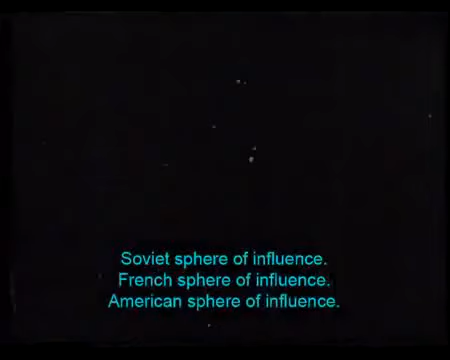 Soviet sphere of influence.
French sphere of influence.
American sphere of influence.